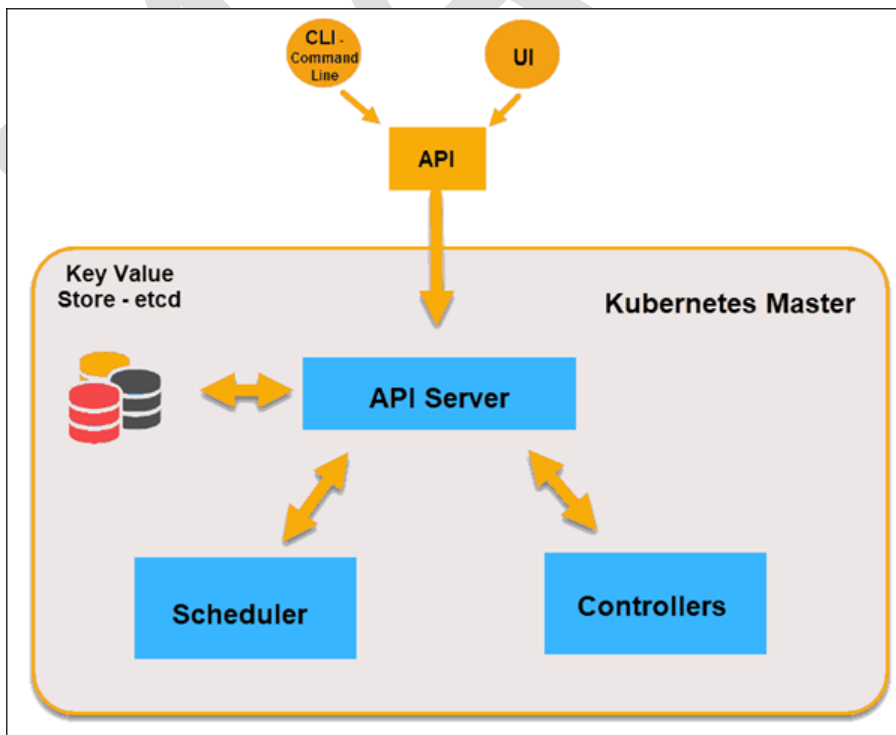 CLI -
Command
Line
UI
API
Key Value
Store - etcd
Kubernetes Master
API Server
Scheduler
Controllers